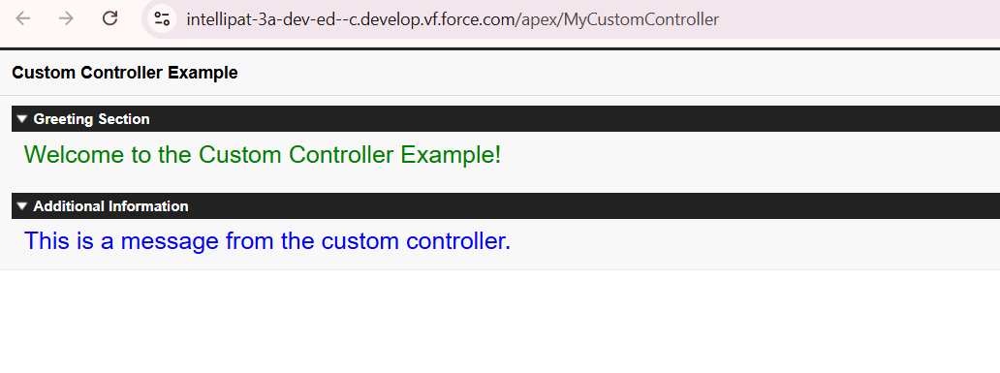 intellipat-3a-dev-ed--c.develop.vf.force.com/apex/MyCustomController
Custom Controller Example
Greeting Section
Welcome to the Custom Controller Example!
Additional Information
This is a message from the custom controller.